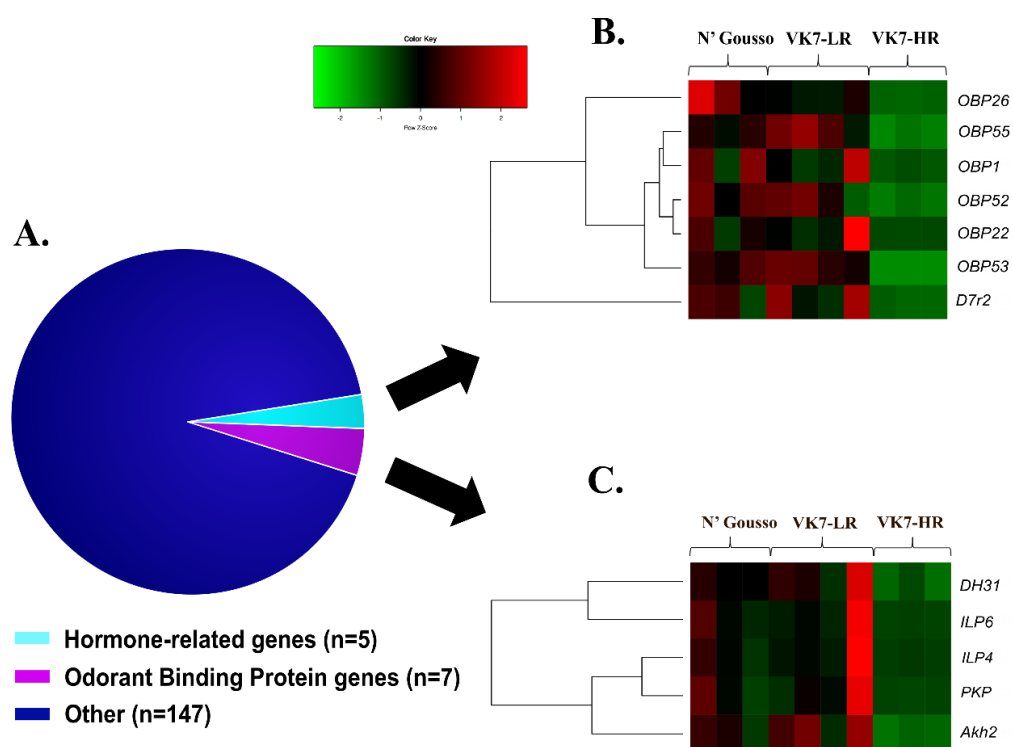 Color Key
-2 -1 0 1 2
Row Z-Score
B.
N’ Gousso VK7-LR VK7-HR
OBP26
OBP55
OBP1
OBP52
OBP22
OBP53
D7r2
A.
Hormone-related genes (n=5)
Odorant Binding Protein genes (n=7)
Other (n=147)
C.
N’ Gousso VK7-LR VK7-HR
DH31
ILP6
ILP4
PKP
Akh2